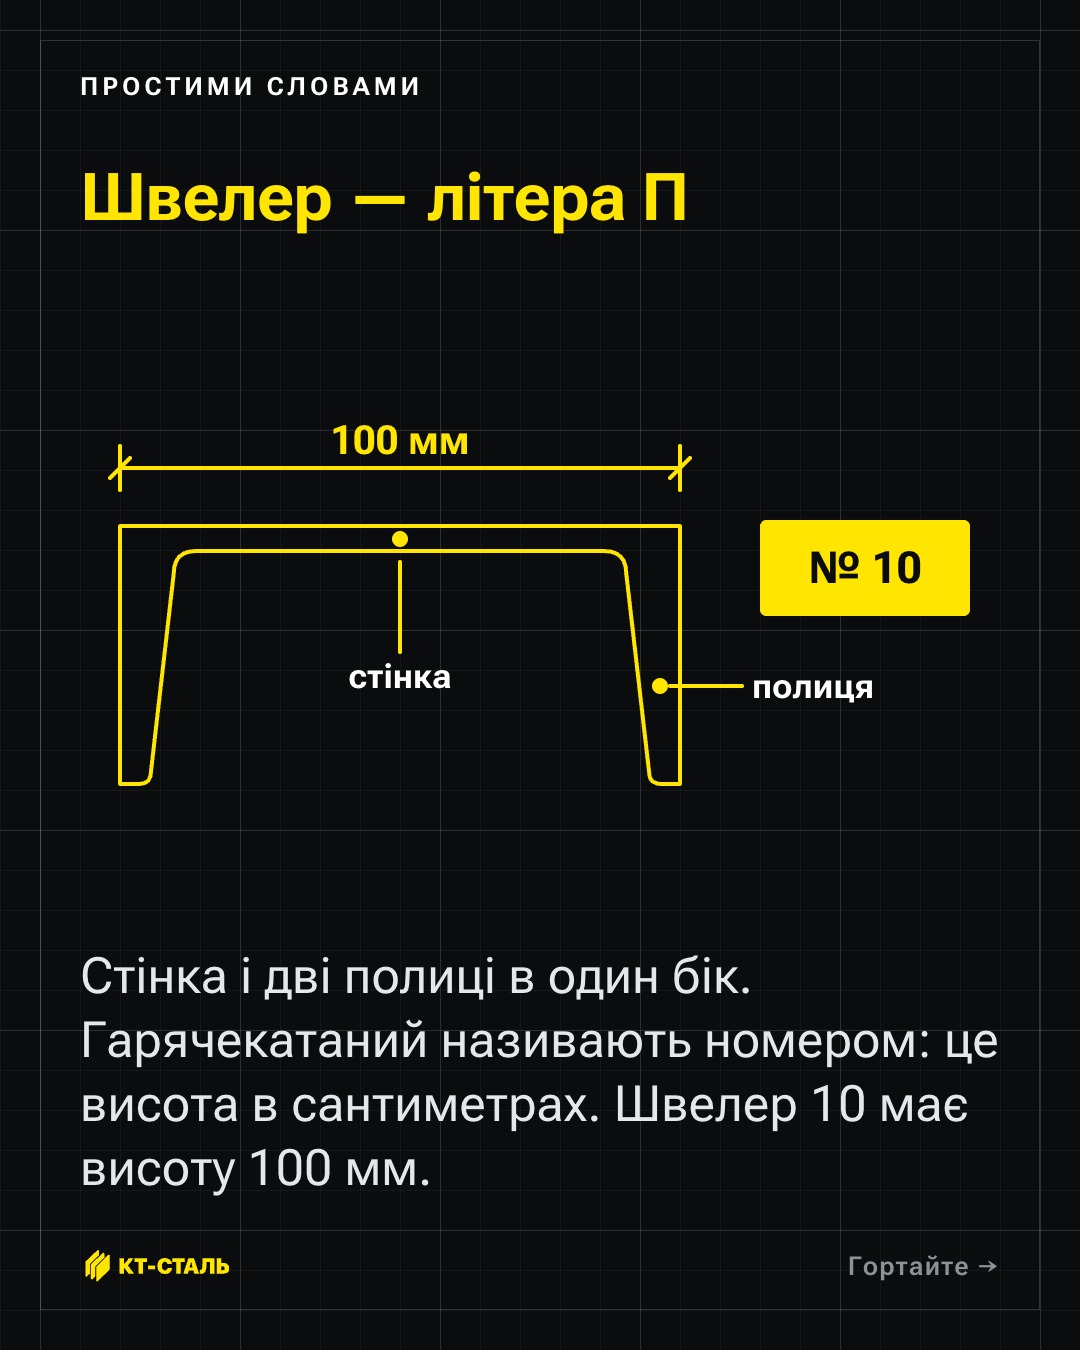 ПРОСТИМИ СЛОВАМИ
Швелер — літера П
100 мм
№ 10
стінка
полиця
Стінка і дві полиці в один бік.
Гарячекатаний називають номером: це
висота в сантиметрах. Швелер 10 має
висоту 100 мм.
КТ-СТАЛЬ
Гортайте →